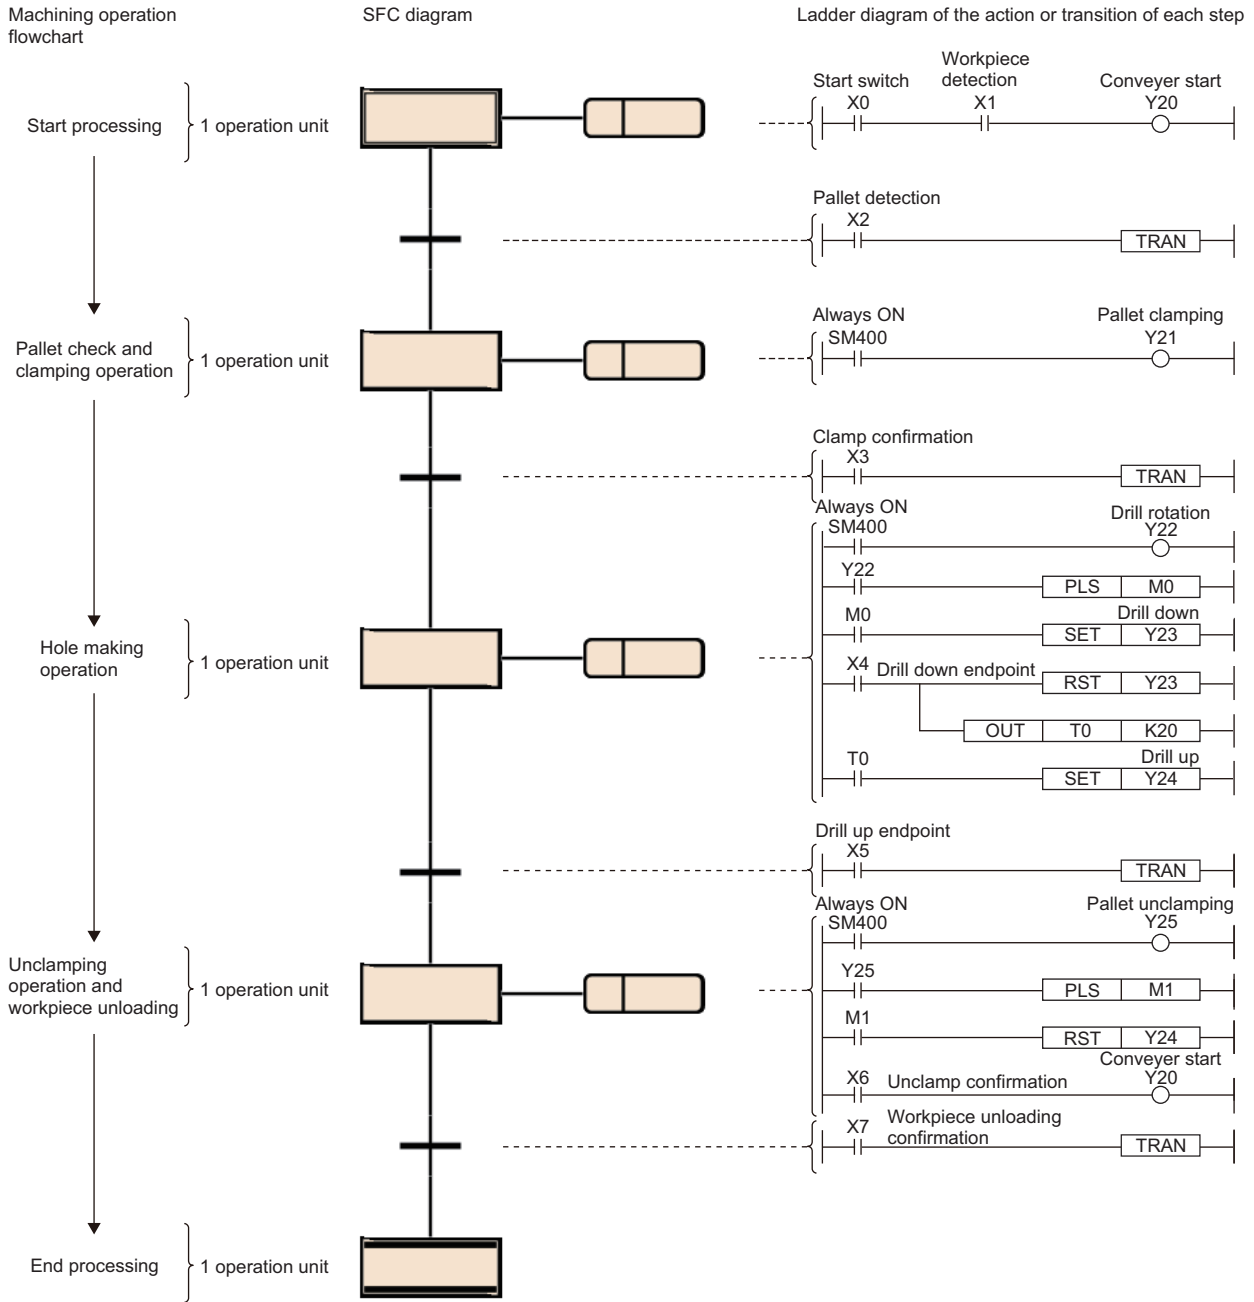 Machining operation
flowchart
SFC diagram
Ladder diagram of the action or transition of each step
Start processing
1 operation unit
Start switch
X0
Workpiece
detection
X1
Conveyer start
Y20
Pallet detection
X2
TRAN
Pallet check and
clamping operation
1 operation unit
Always ON
SM400
Pallet clamping
Y21
Clamp confirmation
X3
TRAN
Hole making
operation
1 operation unit
Always ON
SM400
Drill rotation
Y22
Y22
PLS M0
M0
Drill down
SET Y23
X4
Drill down endpoint
RST Y23
OUT T0 K20
T0
Drill up
SET Y24
Drill up endpoint
X5
TRAN
Unclamping
operation and
workpiece unloading
1 operation unit
Always ON
SM400
Pallet unclamping
Y25
Y25
PLS M1
M1
RST Y24
X6
Unclamp confirmation
Conveyer start
Y20
X7
Workpiece unloading
confirmation
TRAN
End processing
1 operation unit